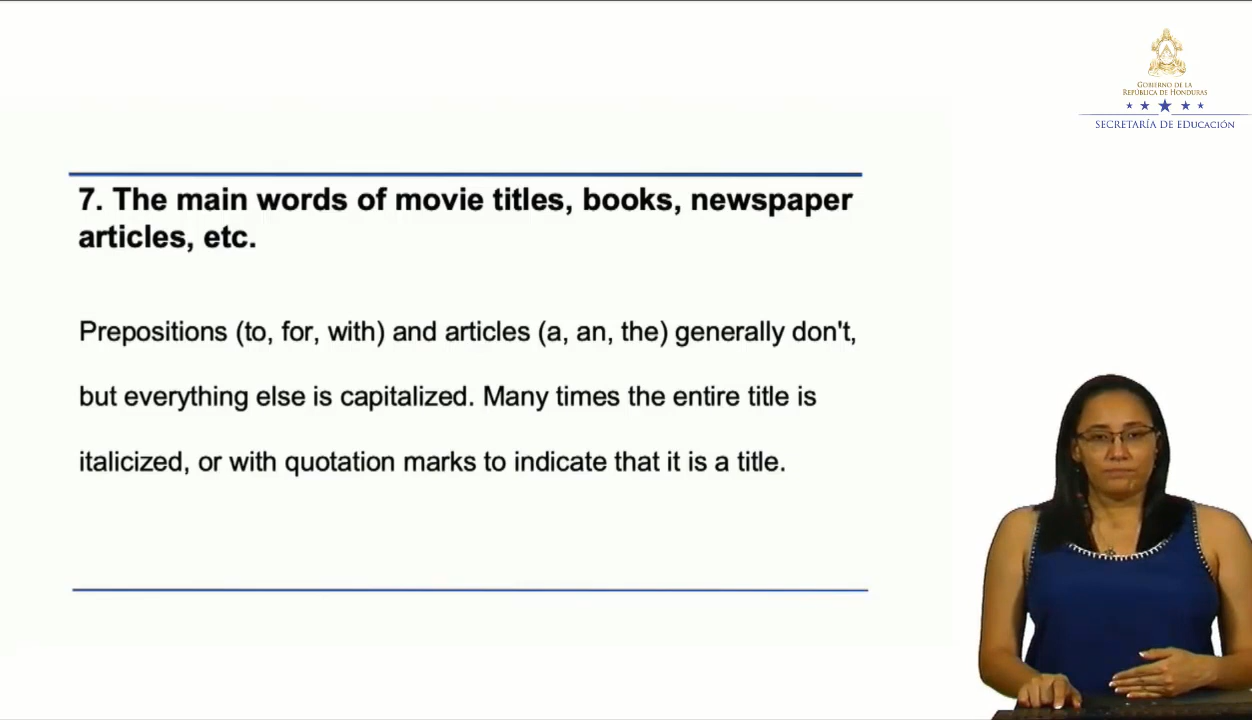 GOBIERNO DE LA
REPÚBLICA DE HONDURAS
SECRETARÍA DE EDUCACIÓN
7. The main words of movie titles, books, newspaper
articles, etc.
Prepositions (to, for, with) and articles (a, an, the) generally don't,
but everything else is capitalized. Many times the entire title is
italicized, or with quotation marks to indicate that it is a title.